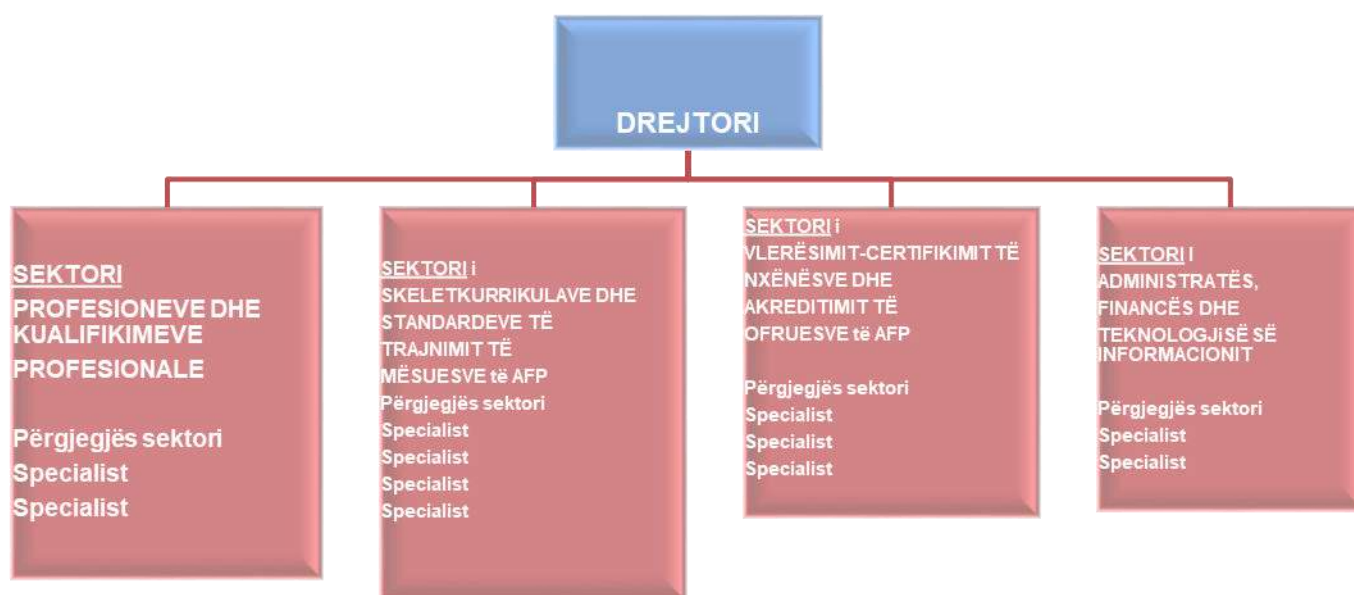 DREJTORI
SEKTORI
PROFESIONEVE DHE
KUALIFIKIMEVE
PROFESIONALE
Përgjegjës sektori
Specialist
Specialist
SEKTORI i
SKELETKURRIKULAVE DHE
STANDARDEVE TË
TRAJNIMIT TË
MËSUESVE të AFP
Përgjegjës sektori
Specialist
Specialist
Specialist
Specialist
SEKTORI i
VLERËSIMIT-CERTIFIKIMIT TË
NXËNËSVE DHE
AKREDITIMIT TË
OFRUESVE të AFP
Përgjegjës sektori
Specialist
Specialist
Specialist
SEKTORI I
ADMINISTRATËS,
FINANCËS DHE
TEKNOLOGJiSË SË
INFORMACIONIT
Përgjegjës sektori
Specialist
Specialist